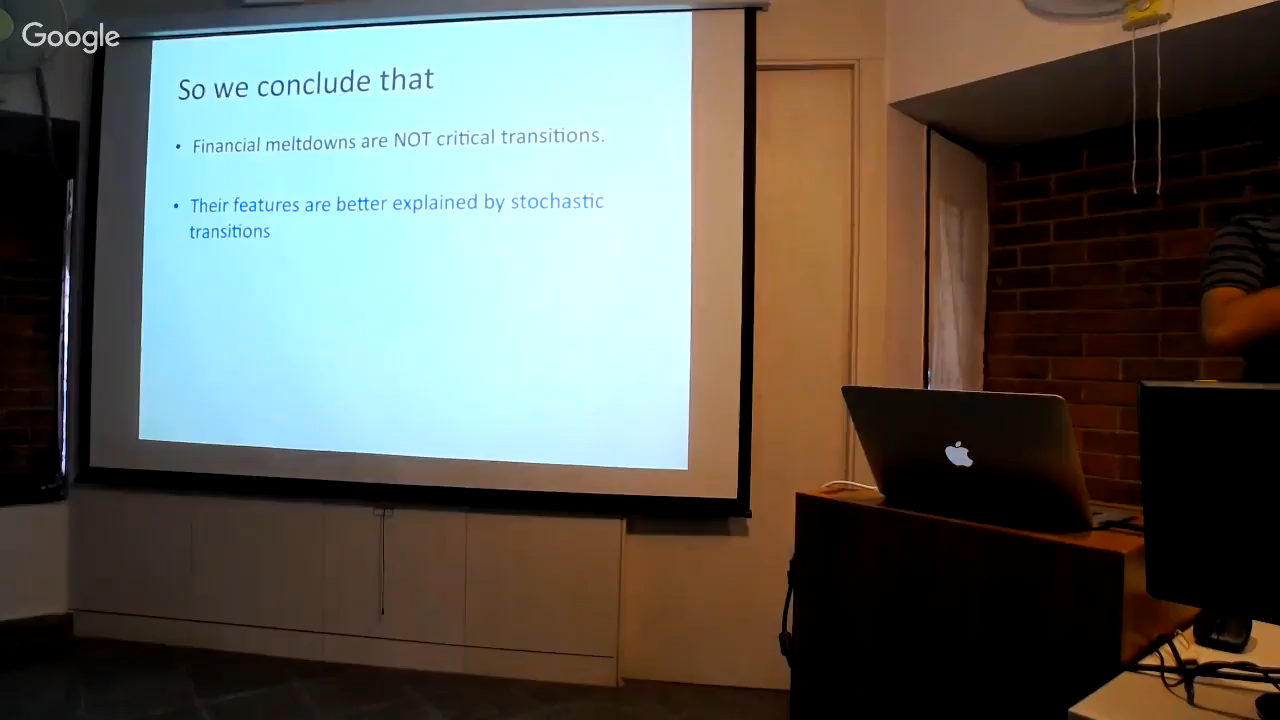 Google
So we conclude that
• Financial meltdowns are NOT critical transitions.
• Their features are better explained by stochastic
transitions